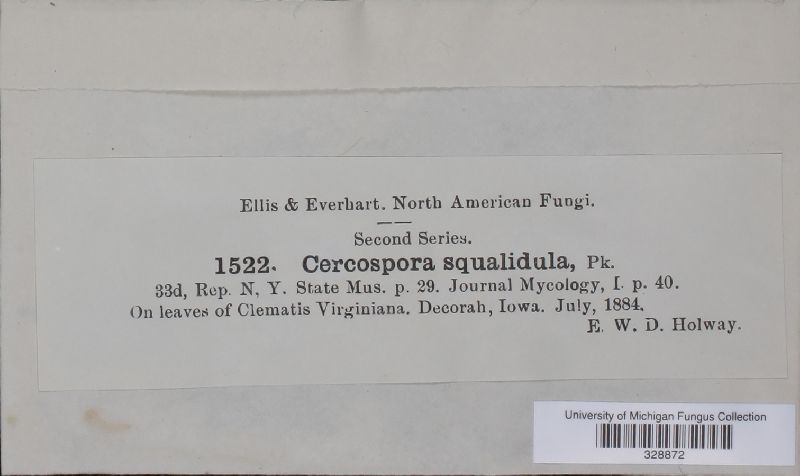 Ellis & Everhart. North American Fungi.
Second Series.
1522. Cercospora squalidula, Pk.
33d, Rep. N, Y. State Mus. p. 29. Journal Mycology, I. p. 40.
On leaves of Clematis Virginiana. Decorah, Iowa. July, 1884.
E. W. D. Holway.
University of Michigan Fungus Collection
328872